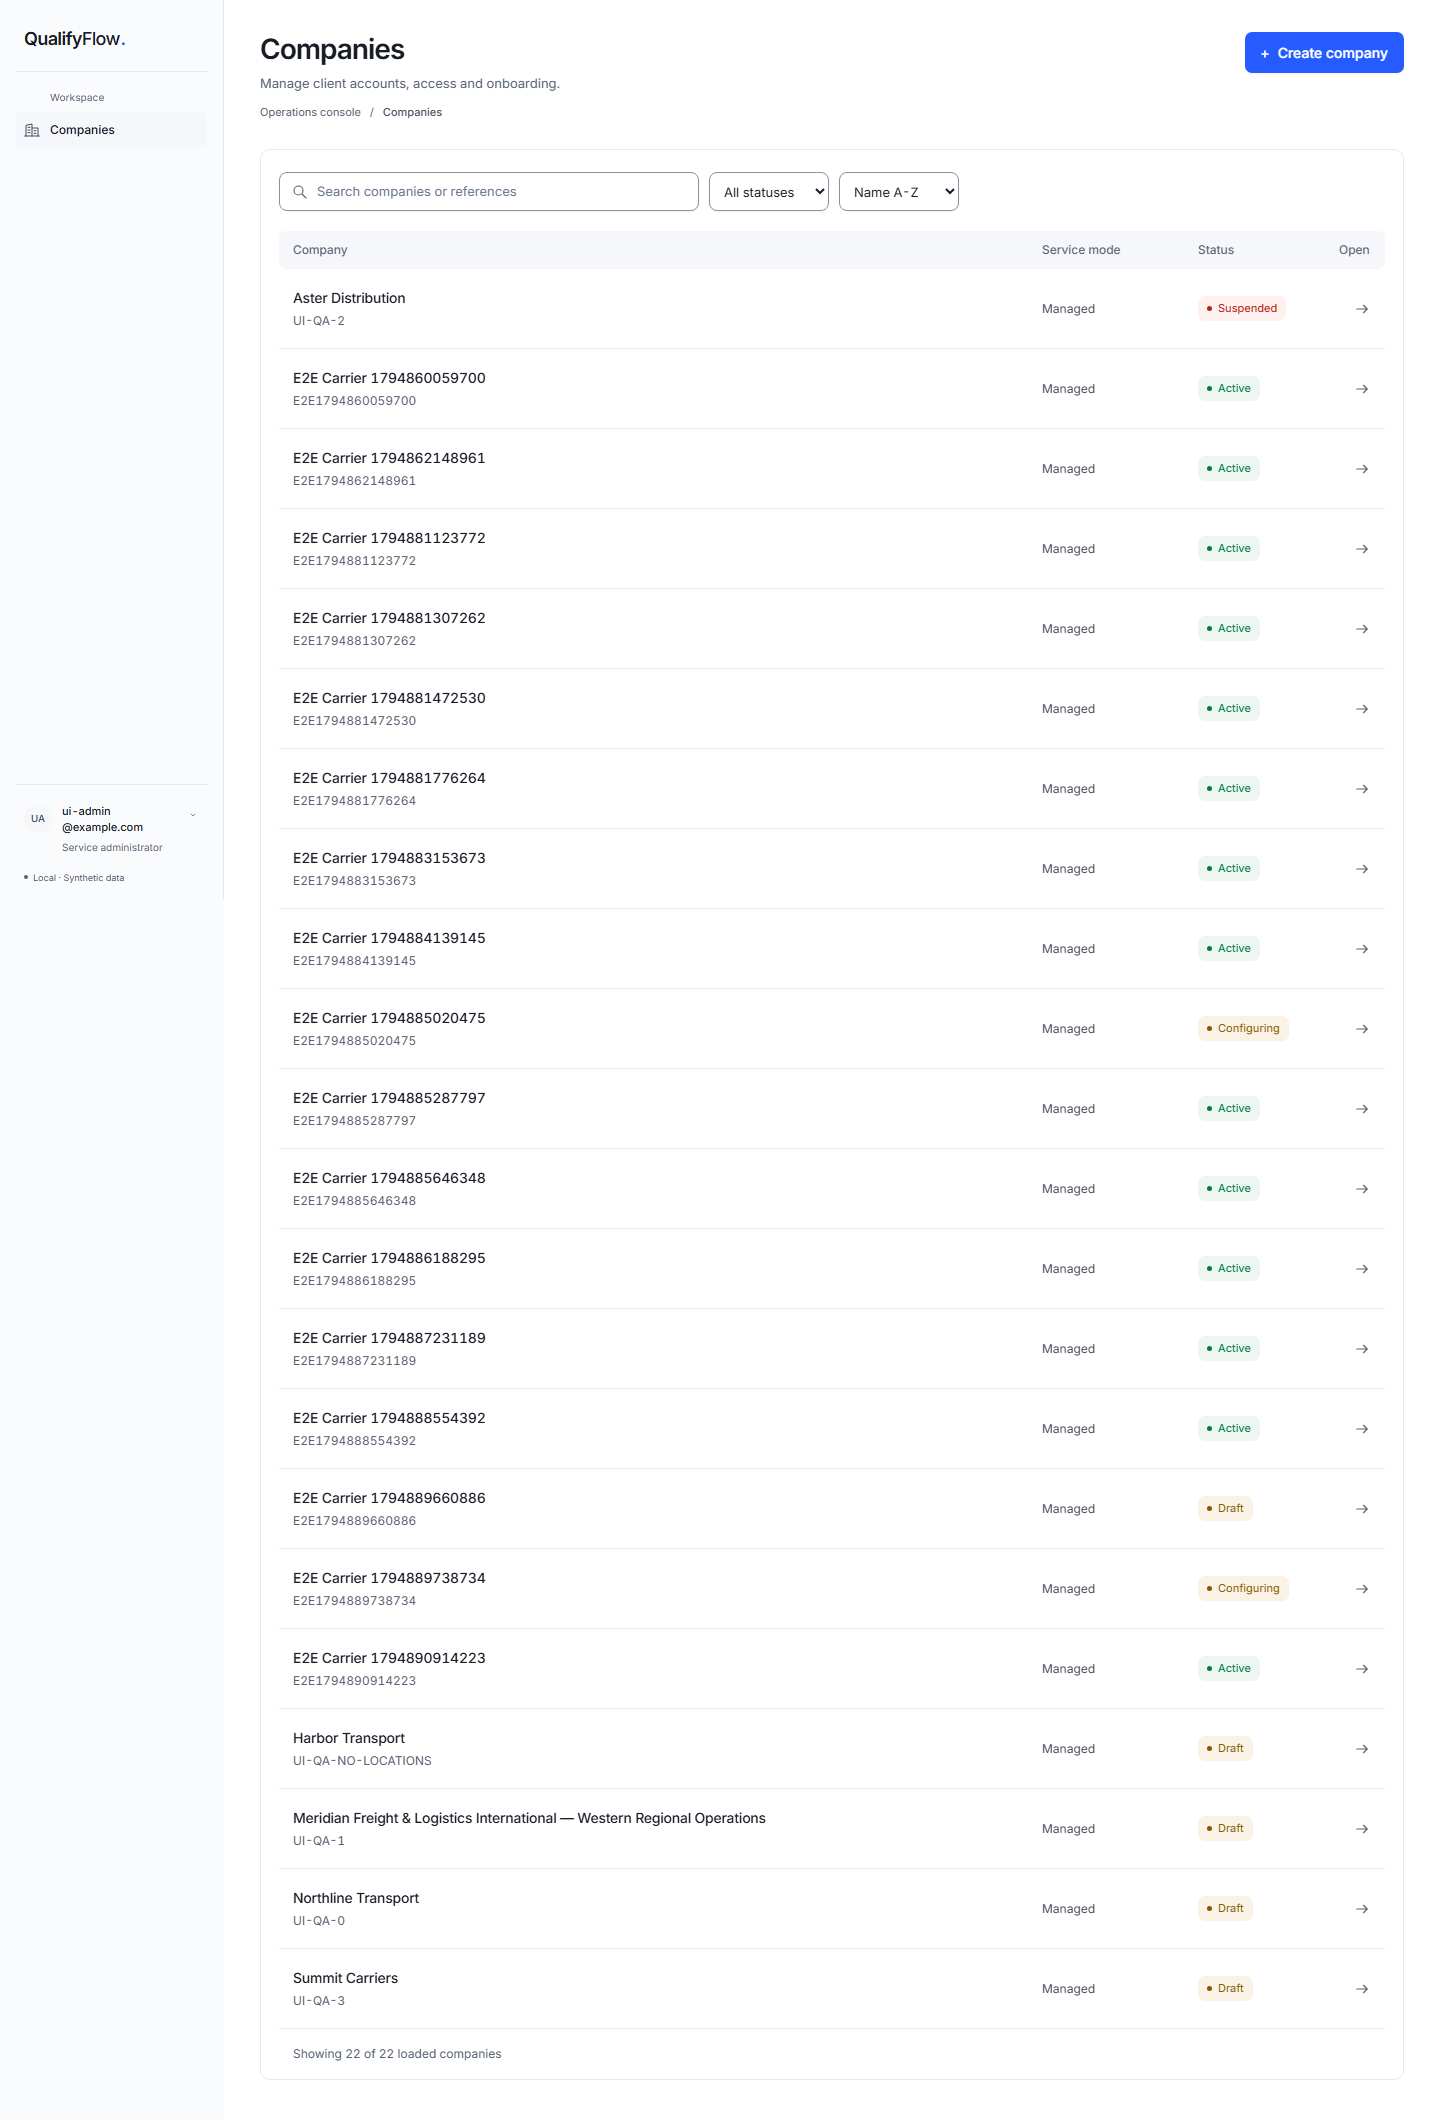 QualifyFlow.
Workspace
Companies
ui-admin
@example.com
UA
Service administrator
Local · Synthetic data
Companies
Manage client accounts, access and onboarding.
Operations console / Companies
+ Create company
Search companies or references
All statuses
Name A-Z
Company Service mode Status Open
Aster Distribution
UI-QA-2
Managed Suspended →
E2E Carrier 1794860059700
E2E1794860059700
Managed Active →
E2E Carrier 1794862148961
E2E1794862148961
Managed Active →
E2E Carrier 1794881123772
E2E1794881123772
Managed Active →
E2E Carrier 1794881307262
E2E1794881307262
Managed Active →
E2E Carrier 1794881472530
E2E1794881472530
Managed Active →
E2E Carrier 1794881776264
E2E1794881776264
Managed Active →
E2E Carrier 1794883153673
E2E1794883153673
Managed Active →
E2E Carrier 1794884139145
E2E1794884139145
Managed Active →
E2E Carrier 1794885020475
E2E1794885020475
Managed Configuring →
E2E Carrier 1794885287797
E2E1794885287797
Managed Active →
E2E Carrier 1794885646348
E2E1794885646348
Managed Active →
E2E Carrier 1794886188295
E2E1794886188295
Managed Active →
E2E Carrier 1794887231189
E2E1794887231189
Managed Active →
E2E Carrier 1794888554392
E2E1794888554392
Managed Active →
E2E Carrier 1794889660886
E2E1794889660886
Managed Draft →
E2E Carrier 1794889738734
E2E1794889738734
Managed Configuring →
E2E Carrier 1794890914223
E2E1794890914223
Managed Active →
Harbor Transport
UI-QA-NO-LOCATIONS
Managed Draft →
Meridian Freight & Logistics International — Western Regional Operations
UI-QA-1
Managed Draft →
Northline Transport
UI-QA-0
Managed Draft →
Summit Carriers
UI-QA-3
Managed Draft →
Showing 22 of 22 loaded companies